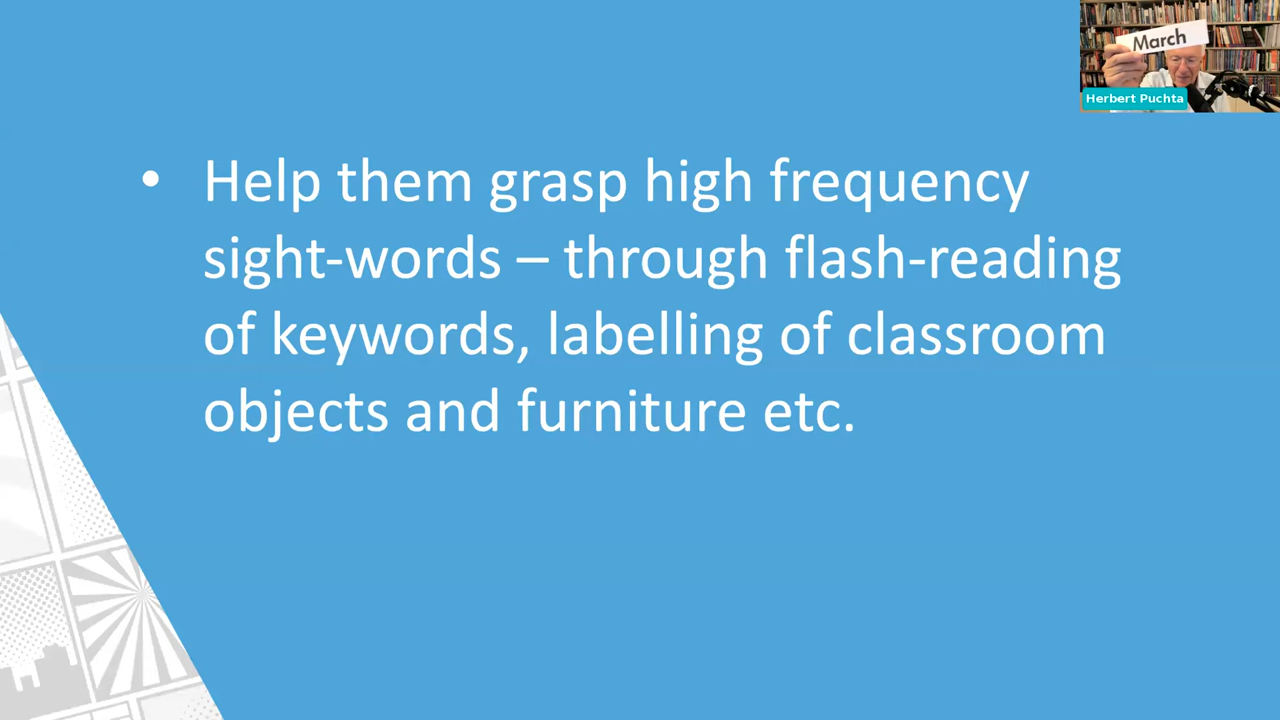 March
Herbert Puchta
• Help them grasp high frequency
sight-words – through flash-reading
of keywords, labelling of classroom
objects and furniture etc.